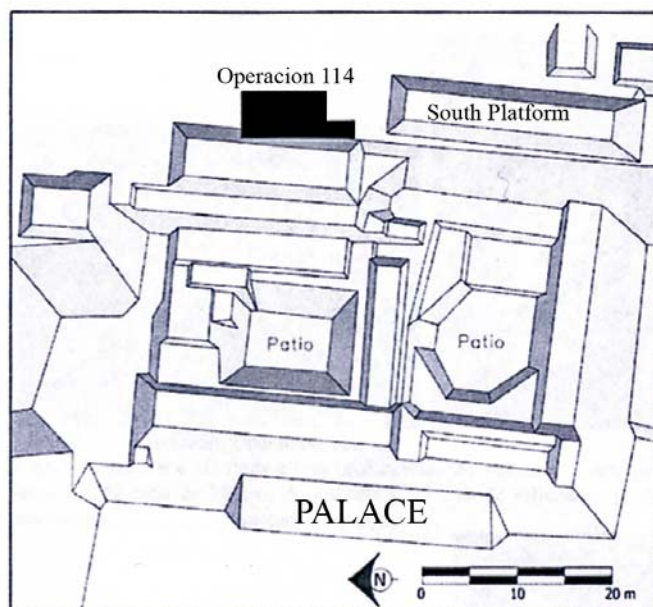 Operacion 114
South Platform
Patio
Patio
PALACE
N
0 10 20 m